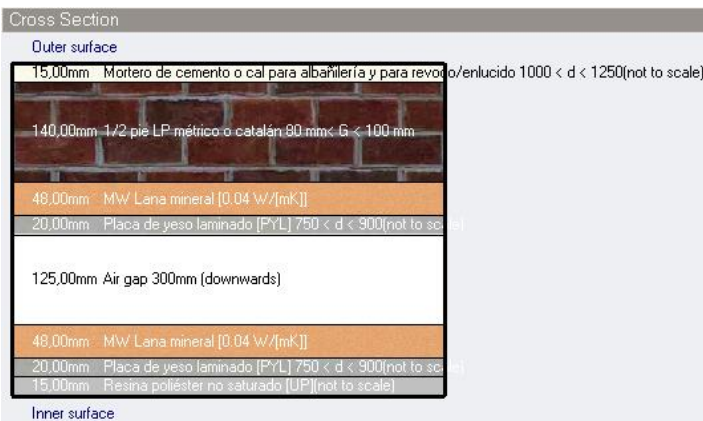 Cross Section
Outer surface
15,00mm Mortero de cemento o cal para albañilería y para revoco/enlucido 1000 < d < 1250(not to scale)
140,00mm 1/2 pie LP métrico o catalán 80 mm< G < 100 mm
48,00mm MW Lana mineral [0.04 W/[mK]]
20,00mm Placa de yeso laminado [PYL] 750 < d < 900(not to scale)
125,00mm Air gap 300mm (downwards)
48,00mm MW Lana mineral [0.04 W/[mK]]
20,00mm Placa de yeso laminado [PYL] 750 < d < 900(not to scale)
15,00mm Resina poliéster no saturado [UP](not to scale)
Inner surface